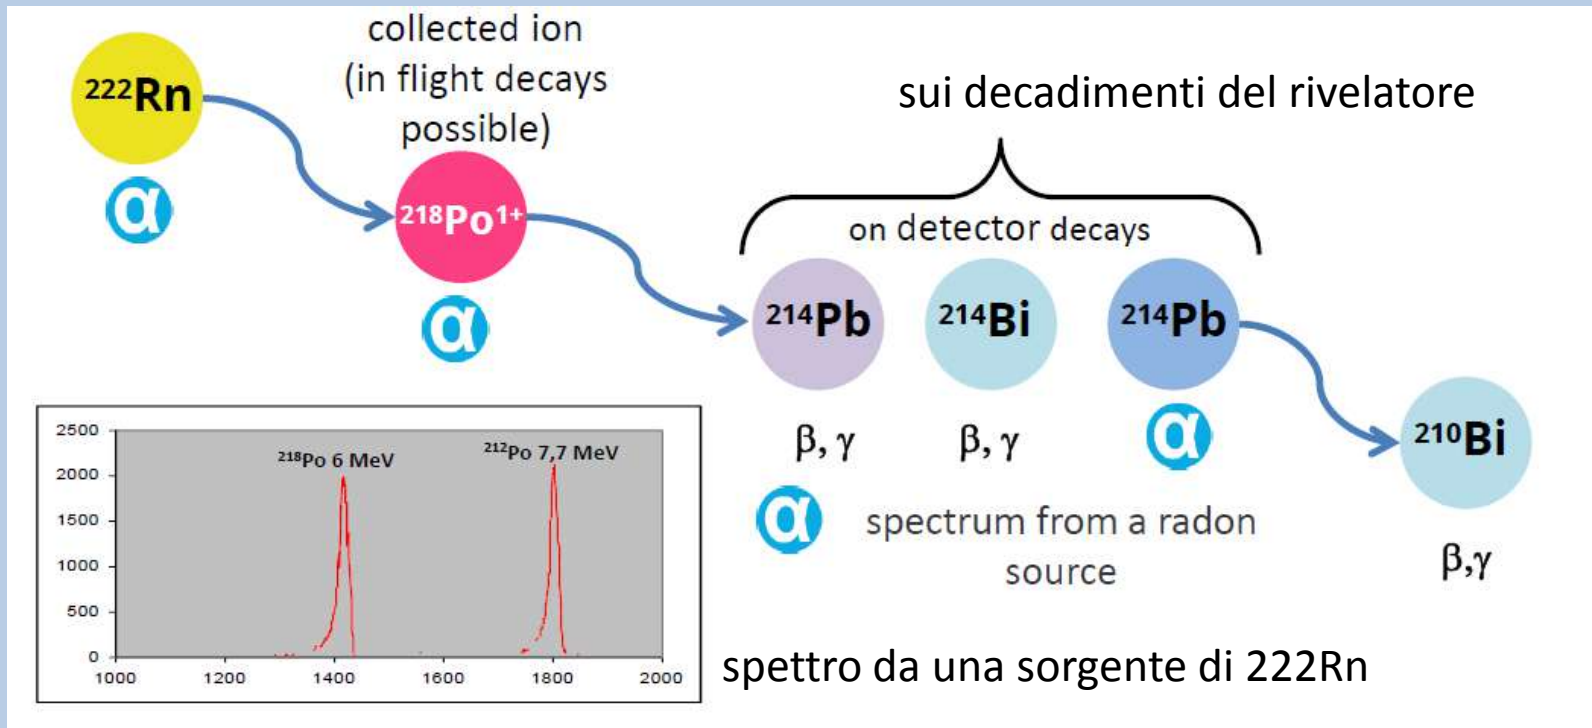 collected ion
(in flight decays
possible)
²²²Rn
α
²¹⁸Po¹⁺
α
sui decadimenti del rivelatore
on detector decays
²¹⁴Pb
²¹⁴Bi
²¹⁴Pb
β, γ
β, γ
α
²¹⁰Bi
β,γ
α spectrum from a radon
source
spettro da una sorgente di 222Rn
2500
2000
1500
1000
500
0
²¹⁸Po 6 MeV
²¹²Po 7,7 MeV
1000 1200 1400 1600 1800 2000